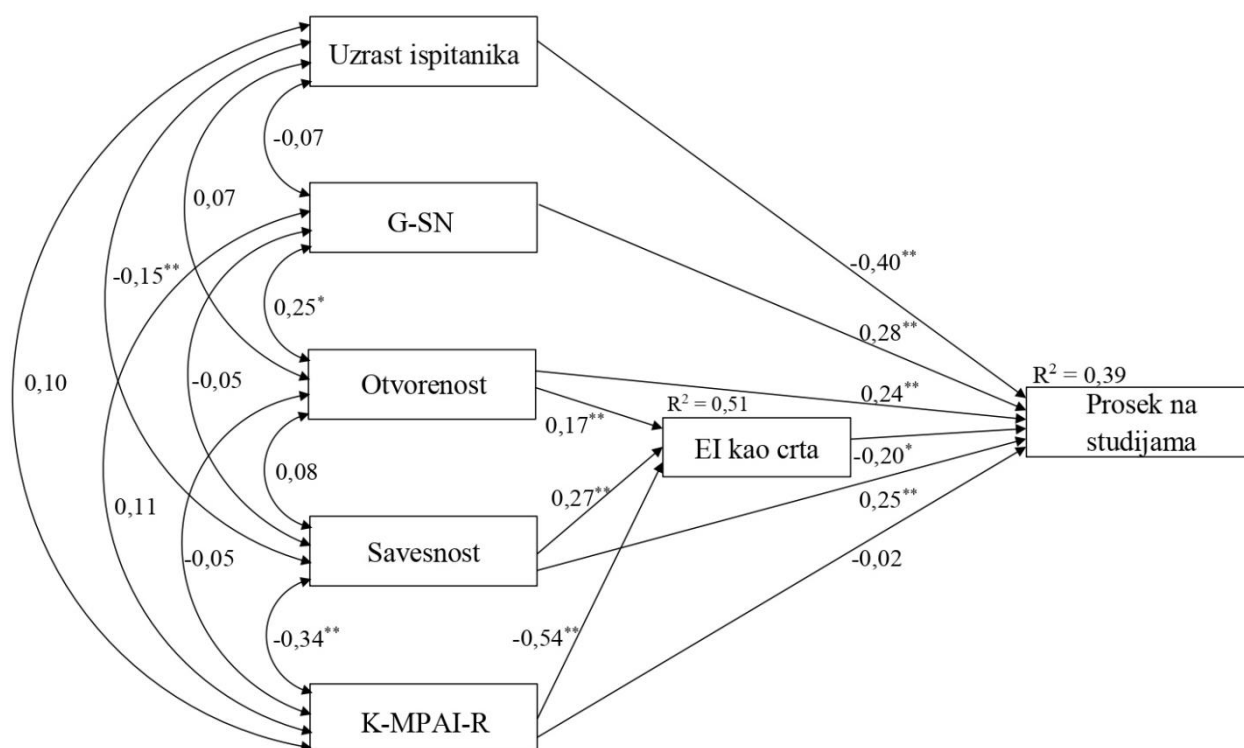 Uzrast ispitanika
-0,07
0,07
G-SN
-0,40**
-0,15**
0,25*
0,28**
0,10
-0,05
Otvorenost
R² = 0,39
Prosek na
studijama
0,24**
0,17**
R² = 0,51
EI kao crta
-0,20*
0,08
0,27**
0,25**
0,11
-0,05
Savesnost
-0,02
-0,34**
-0,54**
K-MPAI-R